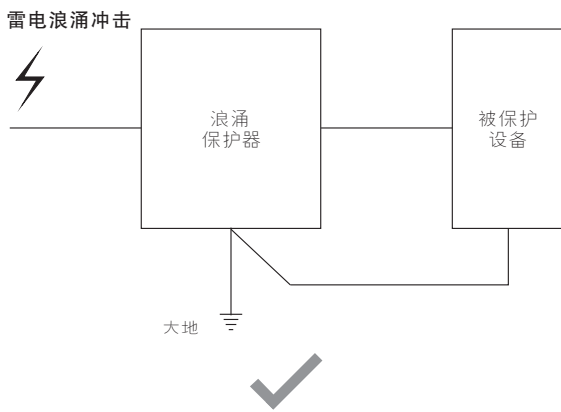 雷电浪涌冲击
浪涌
保护器
被保护
设备
大地